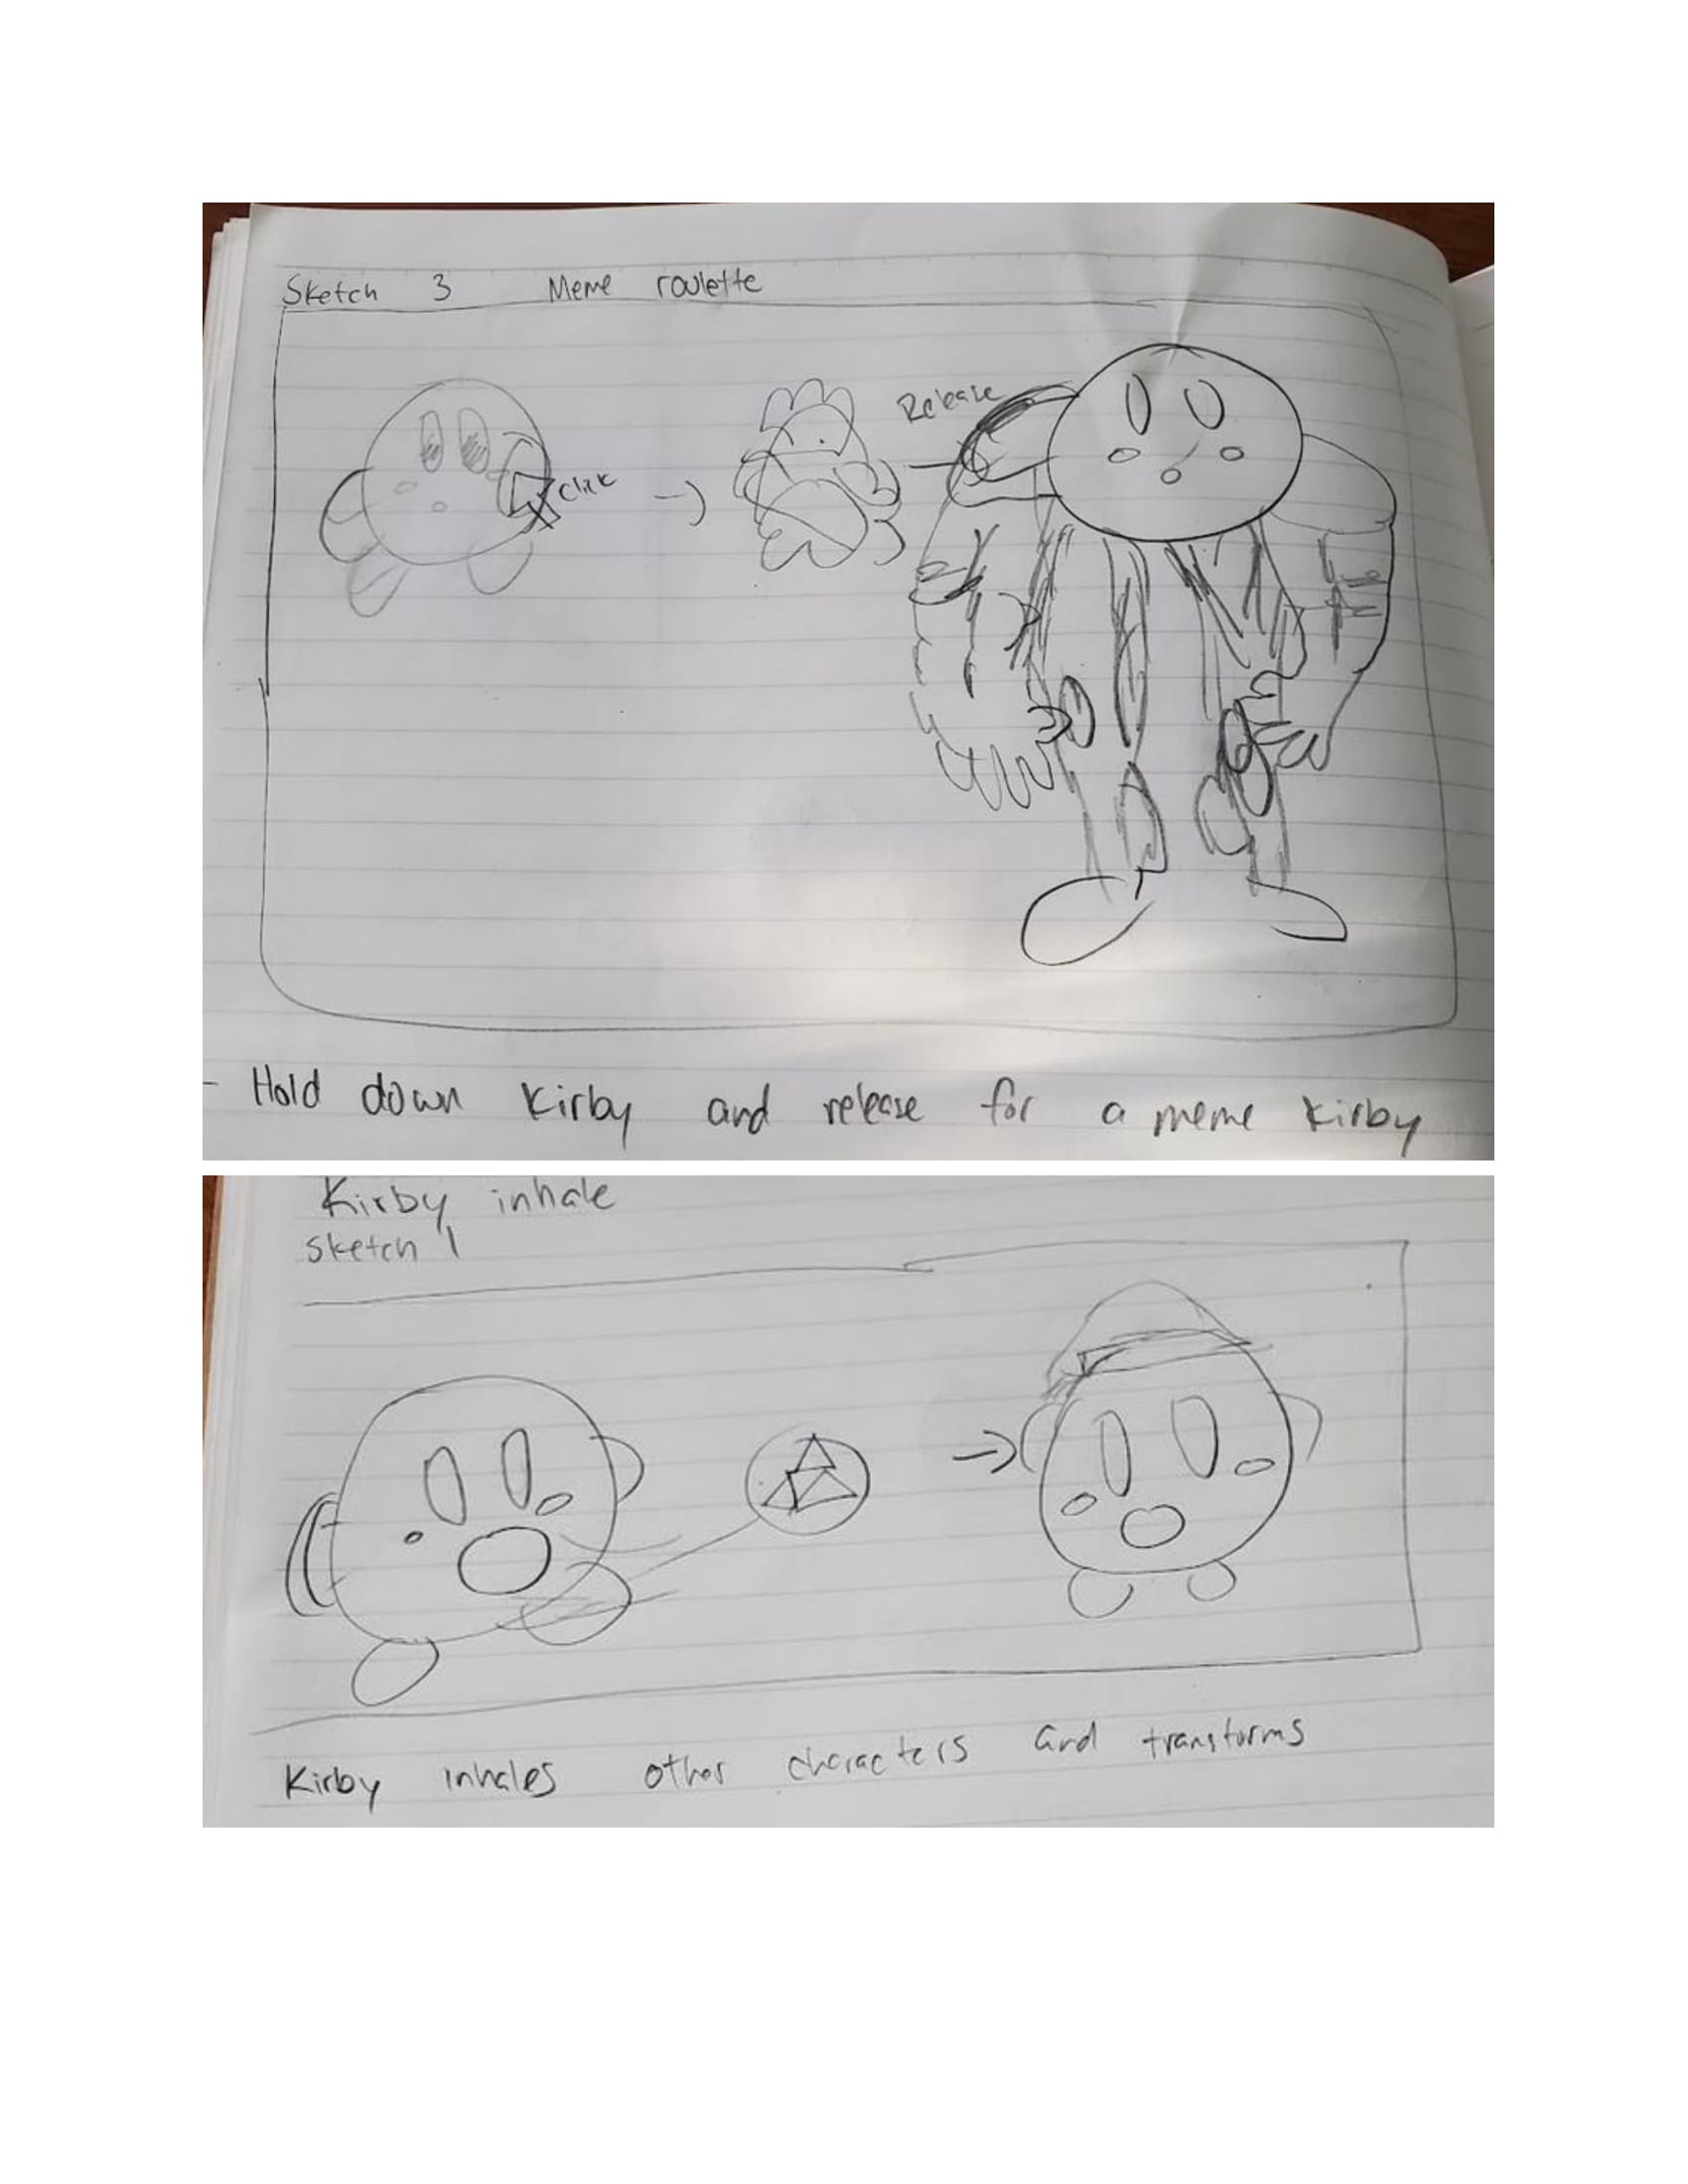 Sketch 3 Meme roulette
Click
Release
- Hold down Kirby and release for a meme Kirby
Kirby inhale
Sketch 1
Kirby inhales other characters and transforms